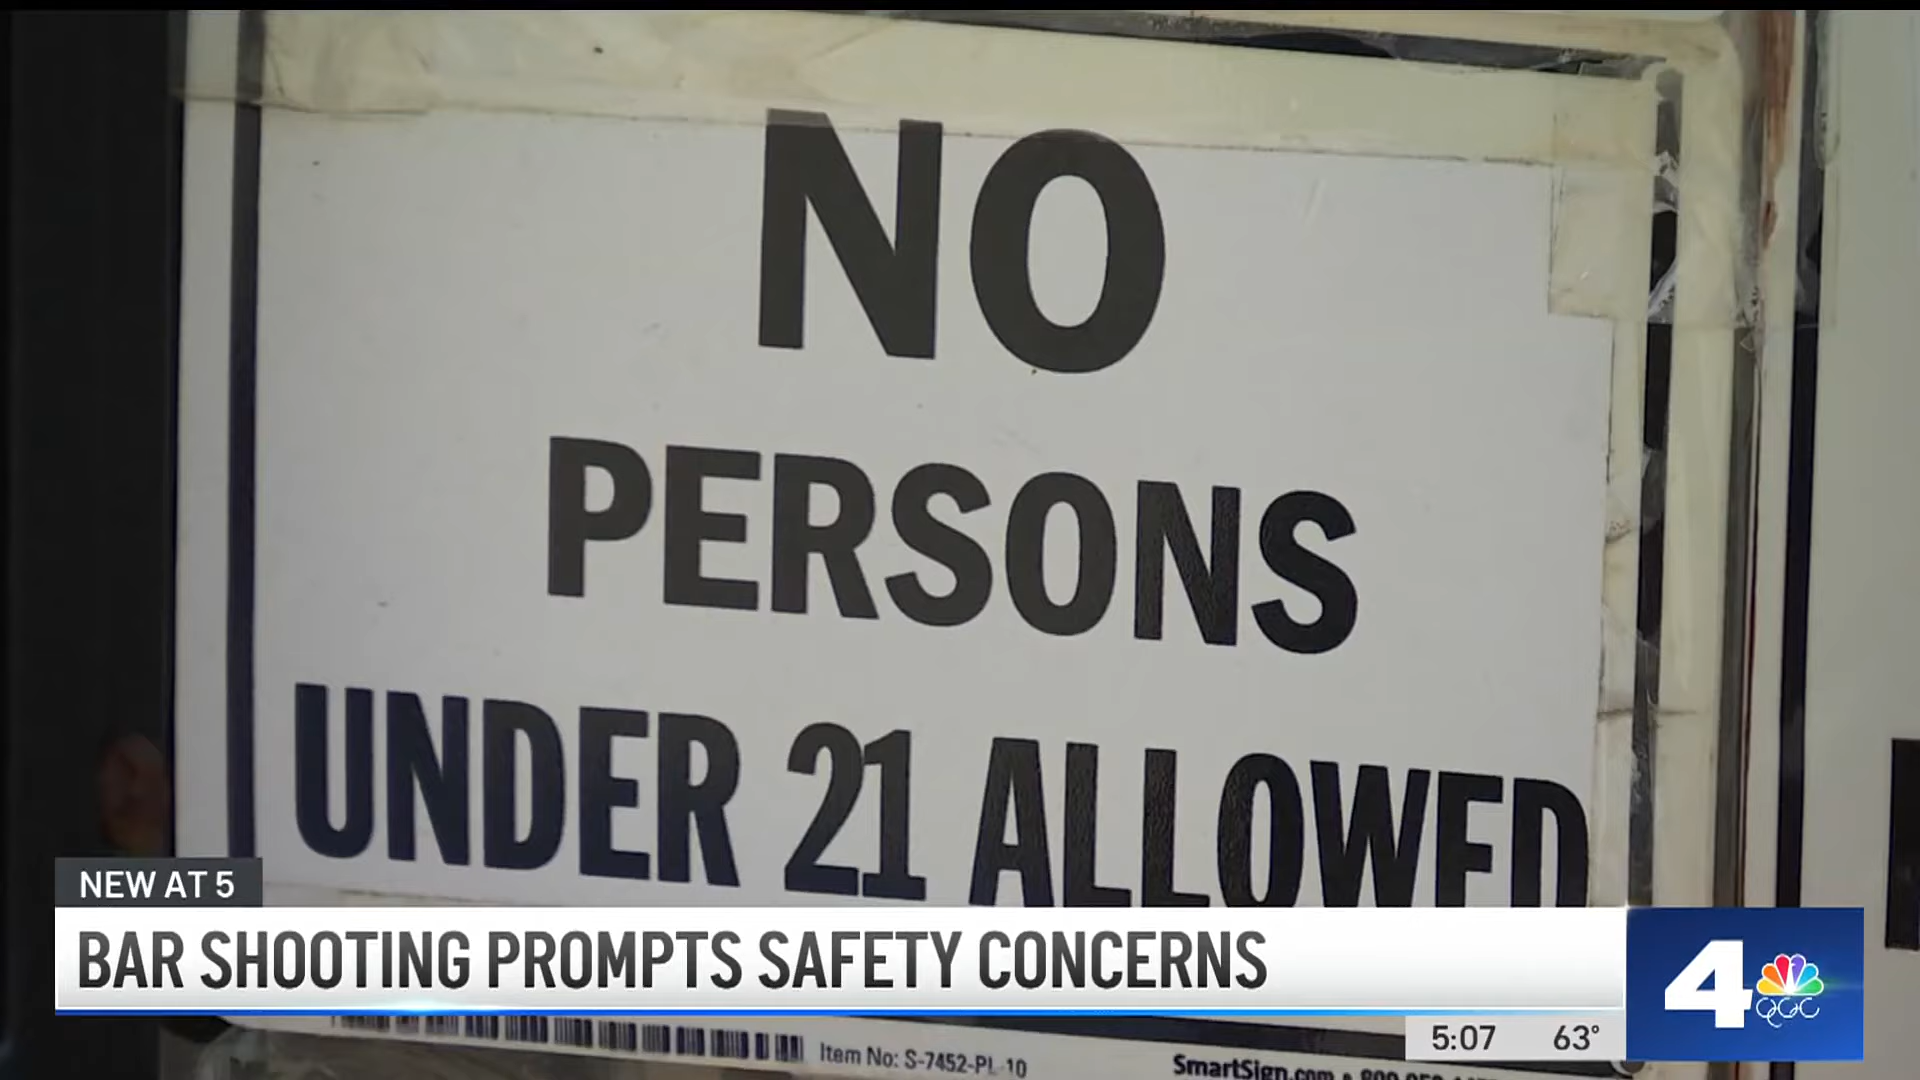 NO
PERSONS
UNDER 21 ALLOWED
NEW AT 5
BAR SHOOTING PROMPTS SAFETY CONCERNS
4
5:07 63°
Item No: S-7452-PL-10
SmartSign.com •